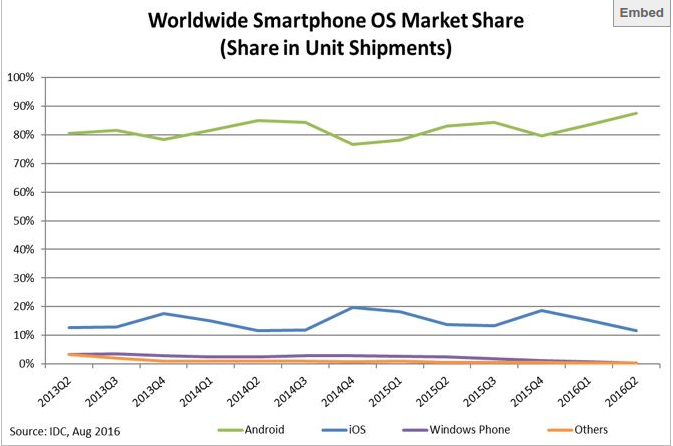 Embed
Worldwide Smartphone OS Market Share
(Share in Unit Shipments)
100%
90%
80%
70%
60%
50%
40%
30%
20%
10%
0%
2013Q2 2013Q3 2013Q4 2014Q1 2014Q2 2014Q3 2014Q4 2015Q1 2015Q2 2015Q3 2015Q4 2016Q1 2016Q2
Source: IDC, Aug 2016 Android iOS Windows Phone Others